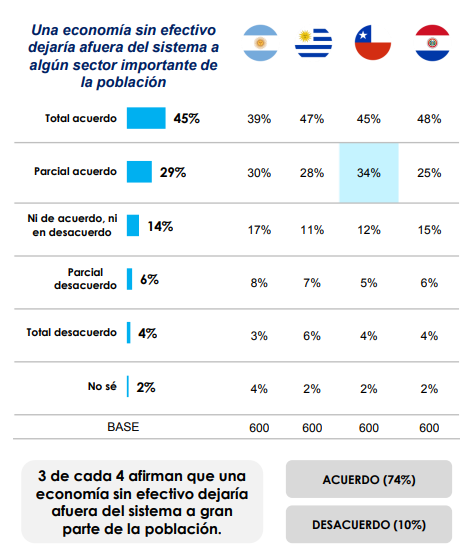 Una economía sin efectivo
dejaría afuera del sistema a
algún sector importante de
la población
Total acuerdo 45% 39% 47% 45% 48%
Parcial acuerdo 29% 30% 28% 34% 25%
Ni de acuerdo, ni
en desacuerdo 14% 17% 11% 12% 15%
Parcial
desacuerdo 6% 8% 7% 5% 6%
Total desacuerdo 4% 3% 6% 4% 4%
No sé 2% 4% 2% 2% 2%
BASE 600 600 600 600
3 de cada 4 afirman que una
economía sin efectivo dejaría
afuera del sistema a gran
parte de la población.
ACUERDO (74%)
DESACUERDO (10%)